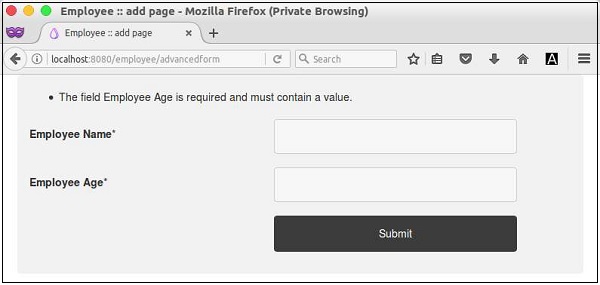 Employee :: add page - Mozilla Firefox (Private Browsing)
Employee :: add page
localhost:8080/employee/advancedform
Search
A
The field Employee Age is required and must contain a value.
Employee Name*
Employee Age*
Submit